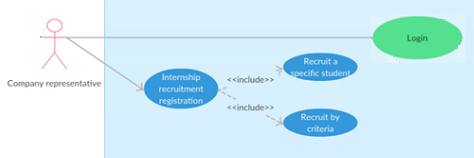 Login
Recruit a
specific student
Company representative
Internship
recruitment
registration
<<include>>
<<include>>
Recruit by
criteria